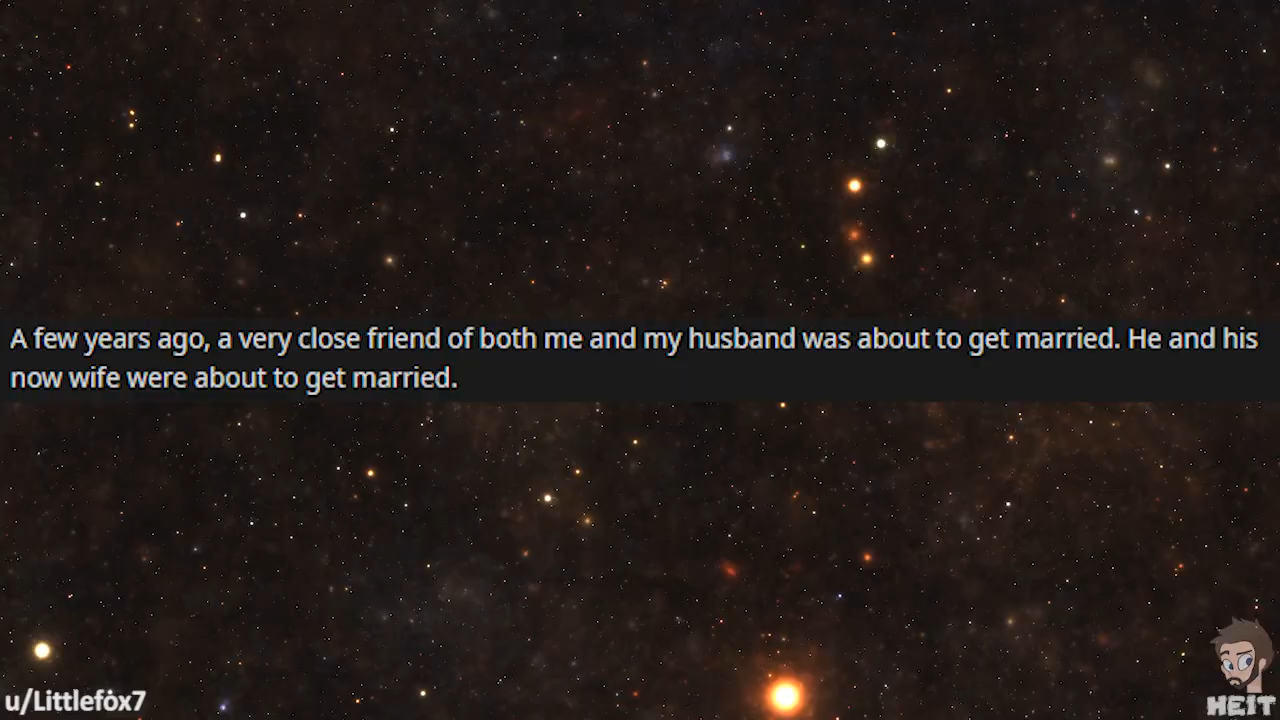 A few years ago, a very close friend of both me and my husband was about to get married. He and his
now wife were about to get married.
u/Littlefox7
HEIT